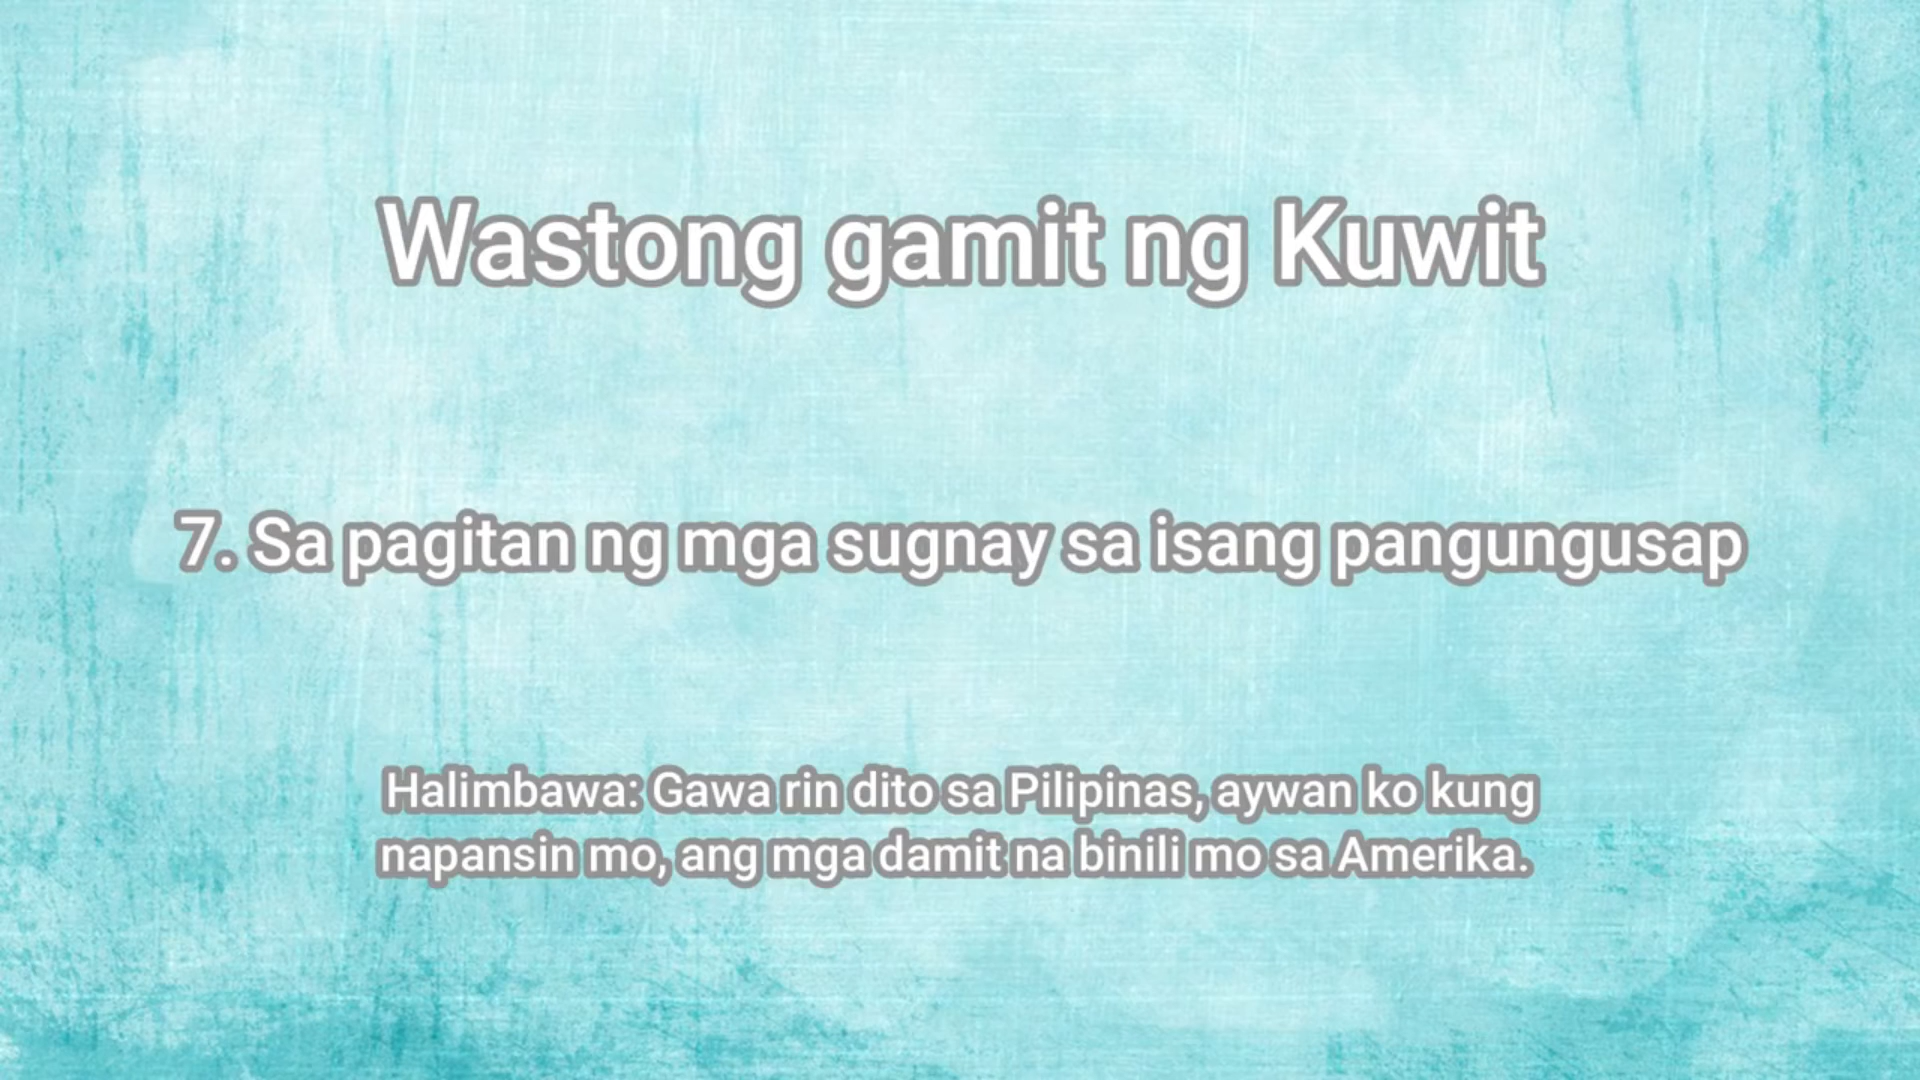 Wastong gamit ng Kuwit
7. Sa pagitan ng mga sugnay sa isang pangungusap
Halimbawa: Gawa rin dito sa Pilipinas, aywan ko kung
napansin mo, ang mga damit na binili mo sa Amerika.